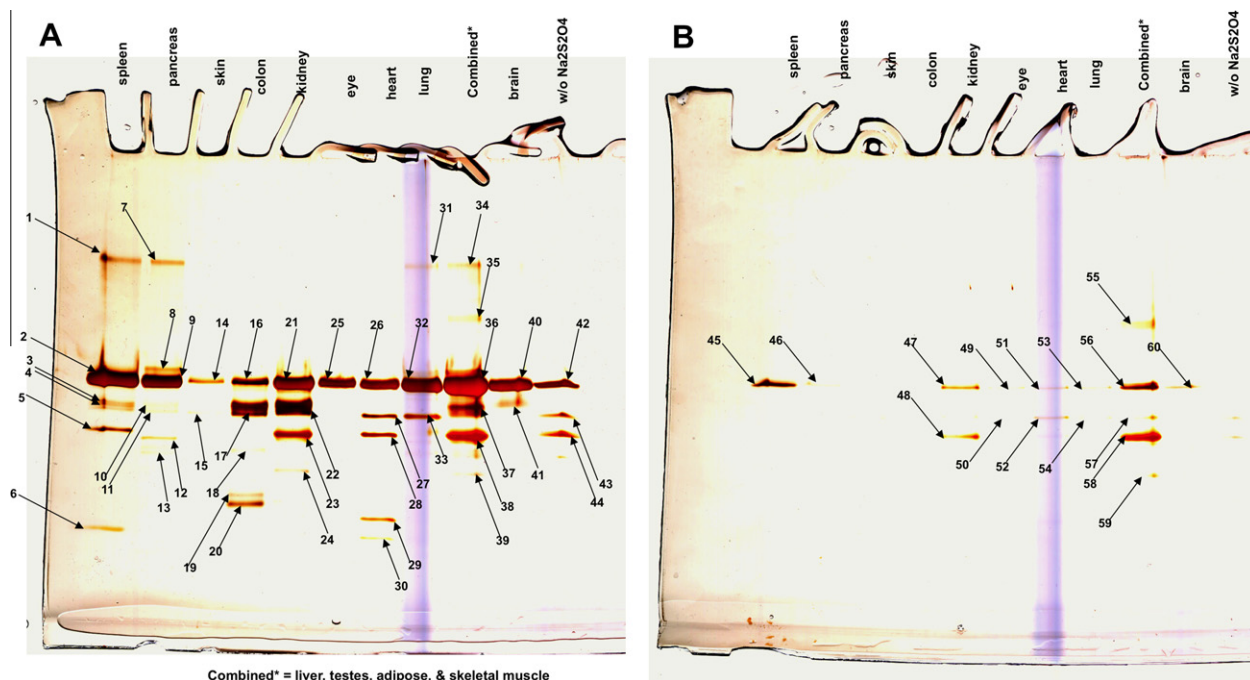 A
spleen
pancreas
skin
colon
kidney
eye
heart
lung
Combined*
brain
w/o Na2S2O4
1
7
31
34
35
8
9
14
16
21
25
26
32
36
40
42
2
3
4
5
10
11
12
13
15
17
18
22
23
24
27
28
33
37
41
43
44
38
39
6
19
20
29
30
Combined* = liver, testes, adipose, & skeletal muscle
B
spleen
pancreas
skin
colon
kidney
eye
heart
lung
Combined*
brain
w/o Na2S2O4
55
45
46
47
49
51
53
56
60
48
50
52
54
57
58
59